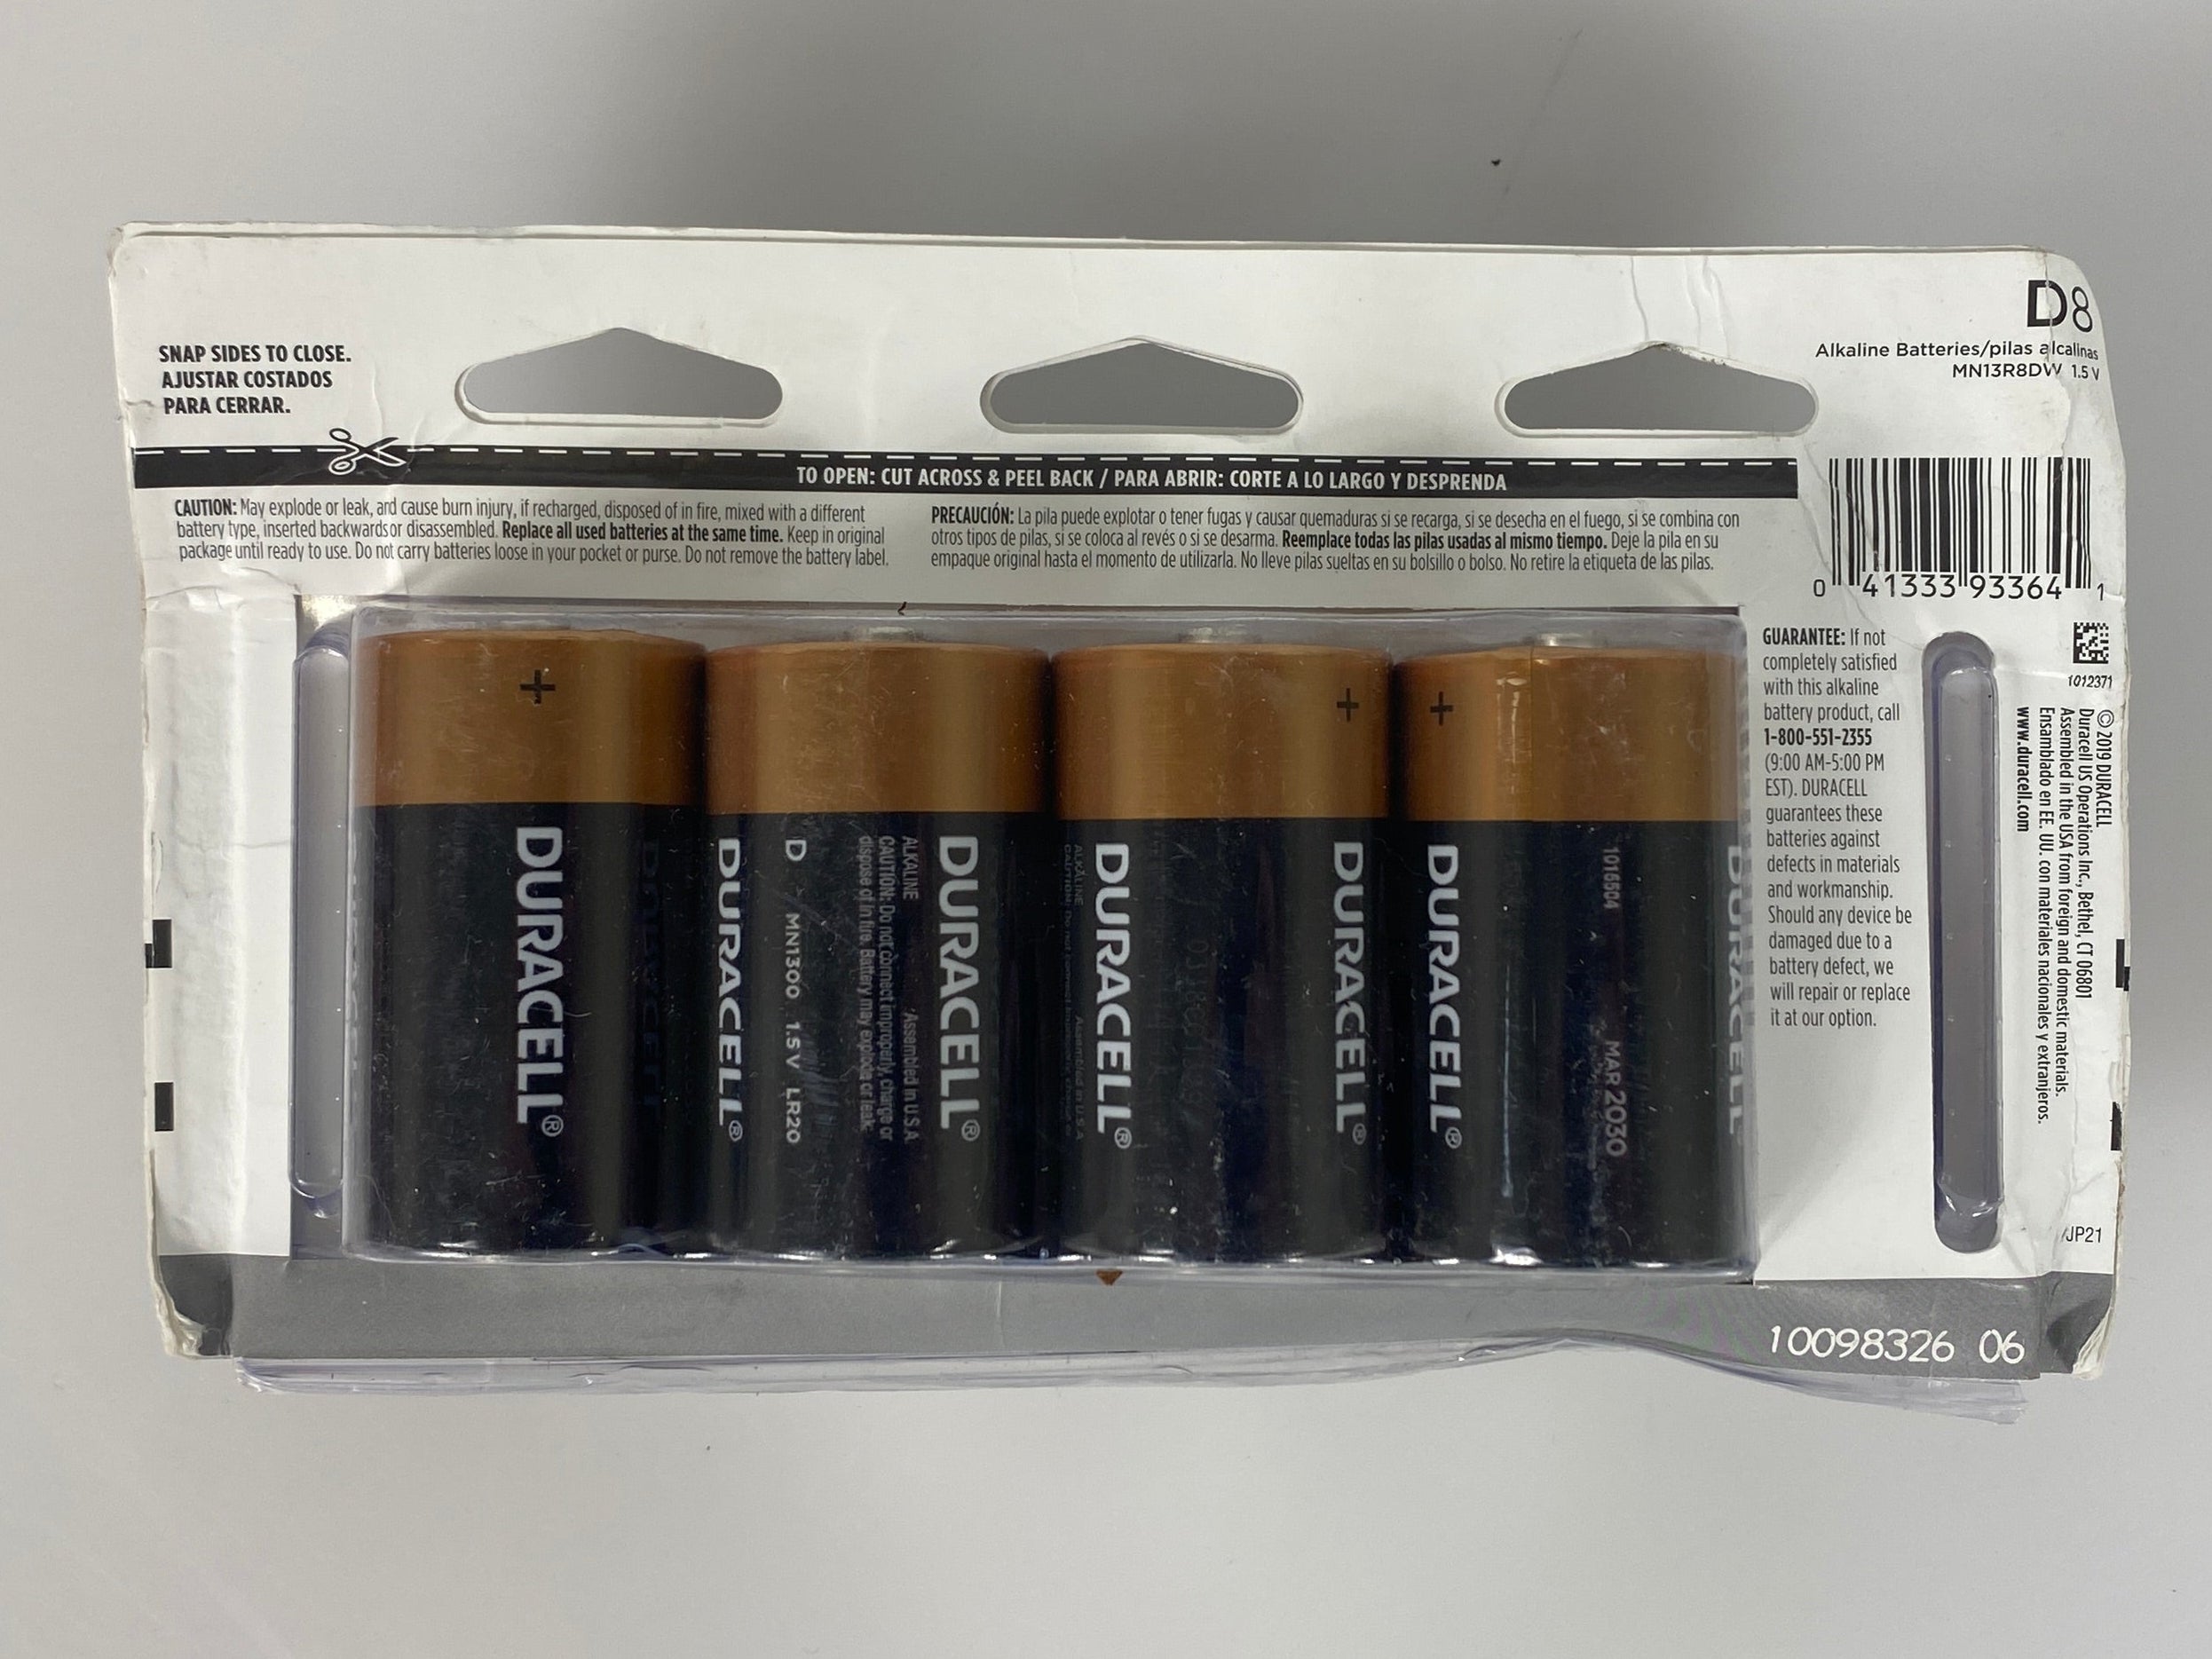 D8
Alkaline Batteries/pilas alcalinas
MN13R8DW 1.5 V
SNAP SIDES TO CLOSE.
AJUSTAR COSTADOS
PARA CERRAR.
TO OPEN: CUT ACROSS & PEEL BACK / PARA ABRIR: CORTE A LO LARGO Y DESPRENDA
CAUTION: May explode or leak, and cause burn injury, if recharged, disposed of in fire, mixed with a different
battery type, inserted backwards or disassembled. Replace all used batteries at the same time. Keep in original
package until ready to use. Do not carry batteries loose in your pocket or purse. Do not remove the battery label.
PRECAUCIÓN: La pila puede explotar o tener fugas y causar quemaduras si se recarga, si se desecha en el fuego, si se combina con
otros tipos de pilas, si se coloca al revés o si se desarma. Reemplace todas las pilas usadas al mismo tiempo. Deje la pila en su
empaque original hasta el momento de utilizarla. No lleve pilas sueltas en su bolsillo o bolso. No retire la etiqueta de las pilas.
0 41333 93364 1
GUARANTEE: If not
completely satisfied
with this alkaline
battery product, call
1-800-551-2355
(9:00 AM-5:00 PM
EST). DURACELL
guarantees these
batteries against
defects in materials
and workmanship.
Should any device be
damaged due to a
battery defect, we
will repair or replace
it at our option.
1012371
© 2019 DURACELL
Duracell US Operations Inc., Bethel, CT 06801
Assembled in the USA from foreign and domestic materials.
Ensamblado en EE. UU. con materiales nacionales y extranjeros.
www.duracell.com
JP21
+
DURACELL®
DURACELL®
D MN1300 1.5 V LR20
ALKALINE Assembled in U.S.A.
CAUTION: Do not connect improperly, charge or
dispose of in fire. Battery may explode or leak.
DURACELL®
DURACELL®
+
DURACELL®
+
DURACELL®
1016504 MAR 2030
DURACELL
10098326 06